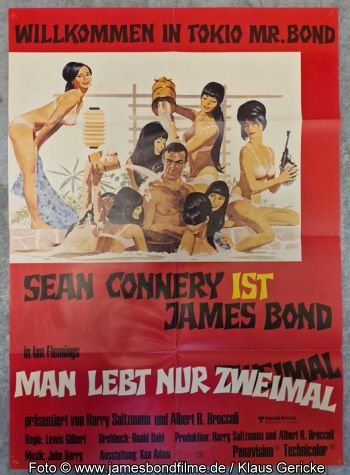 WILLKOMMEN IN TOKIO MR. BOND
SEAN CONNERY IST
JAMES BOND
in Ian Flemings
MAN LEBT NUR ZWEIMAL
präsentiert von Harry Saltzmann und Albert R. Broccoli
United Artists
Regie: Lewis Gilbert Drehbuch: Roald Dahl Produktion: Harry Saltzmann und Albert R. Broccoli
Musik: John Barry Ausstattung: Ken Adam Panavision® Technicolor®
Foto © www.jamesbondfilme.de / Klaus Gericke